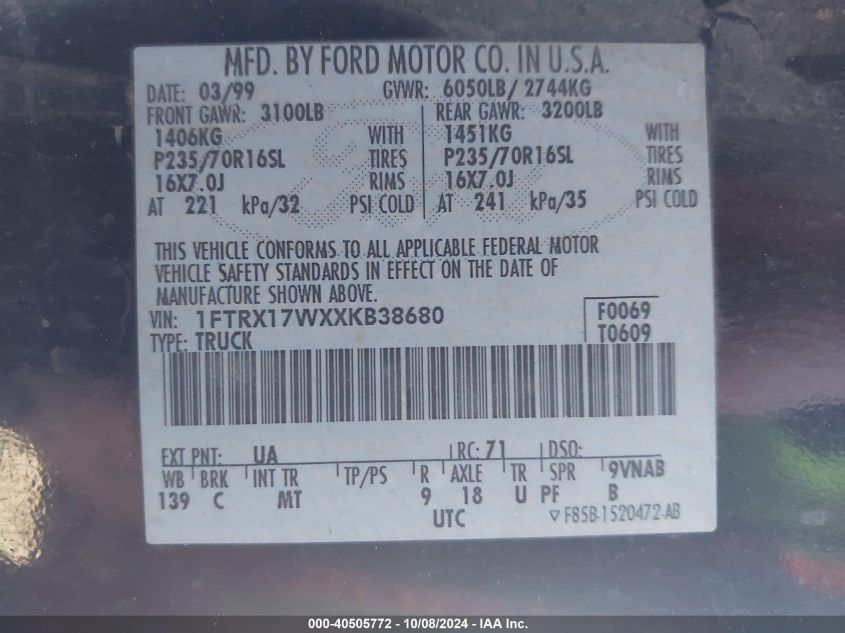 MFD. BY FORD MOTOR CO. IN U.S.A.
DATE: 03/99 GVWR: 6050LB/ 2744KG
FRONT GAWR: 3100LB REAR GAWR: 3200LB
1406KG WITH 1451KG WITH
P235/70R16SL TIRES P235/70R16SL TIRES
16X7.0J RIMS 16X7.0J RIMS
AT 221 kPa/32 PSI COLD AT 241 kPa/35 PSI COLD
THIS VEHICLE CONFORMS TO ALL APPLICABLE FEDERAL MOTOR
VEHICLE SAFETY STANDARDS IN EFFECT ON THE DATE OF
MANUFACTURE SHOWN ABOVE.
VIN: 1FTRX17WXXKB38680 F0069
TYPE: TRUCK T0609
EXT PNT: UA RC: 71 DSO:
WB BRK INT TR TP/PS R AXLE TR SPR 9VNAB
139 C MT 9 18 U PF B
UTC ▽ F85B-1520472-AB
000-40505772 - 10/08/2024 - IAA Inc.